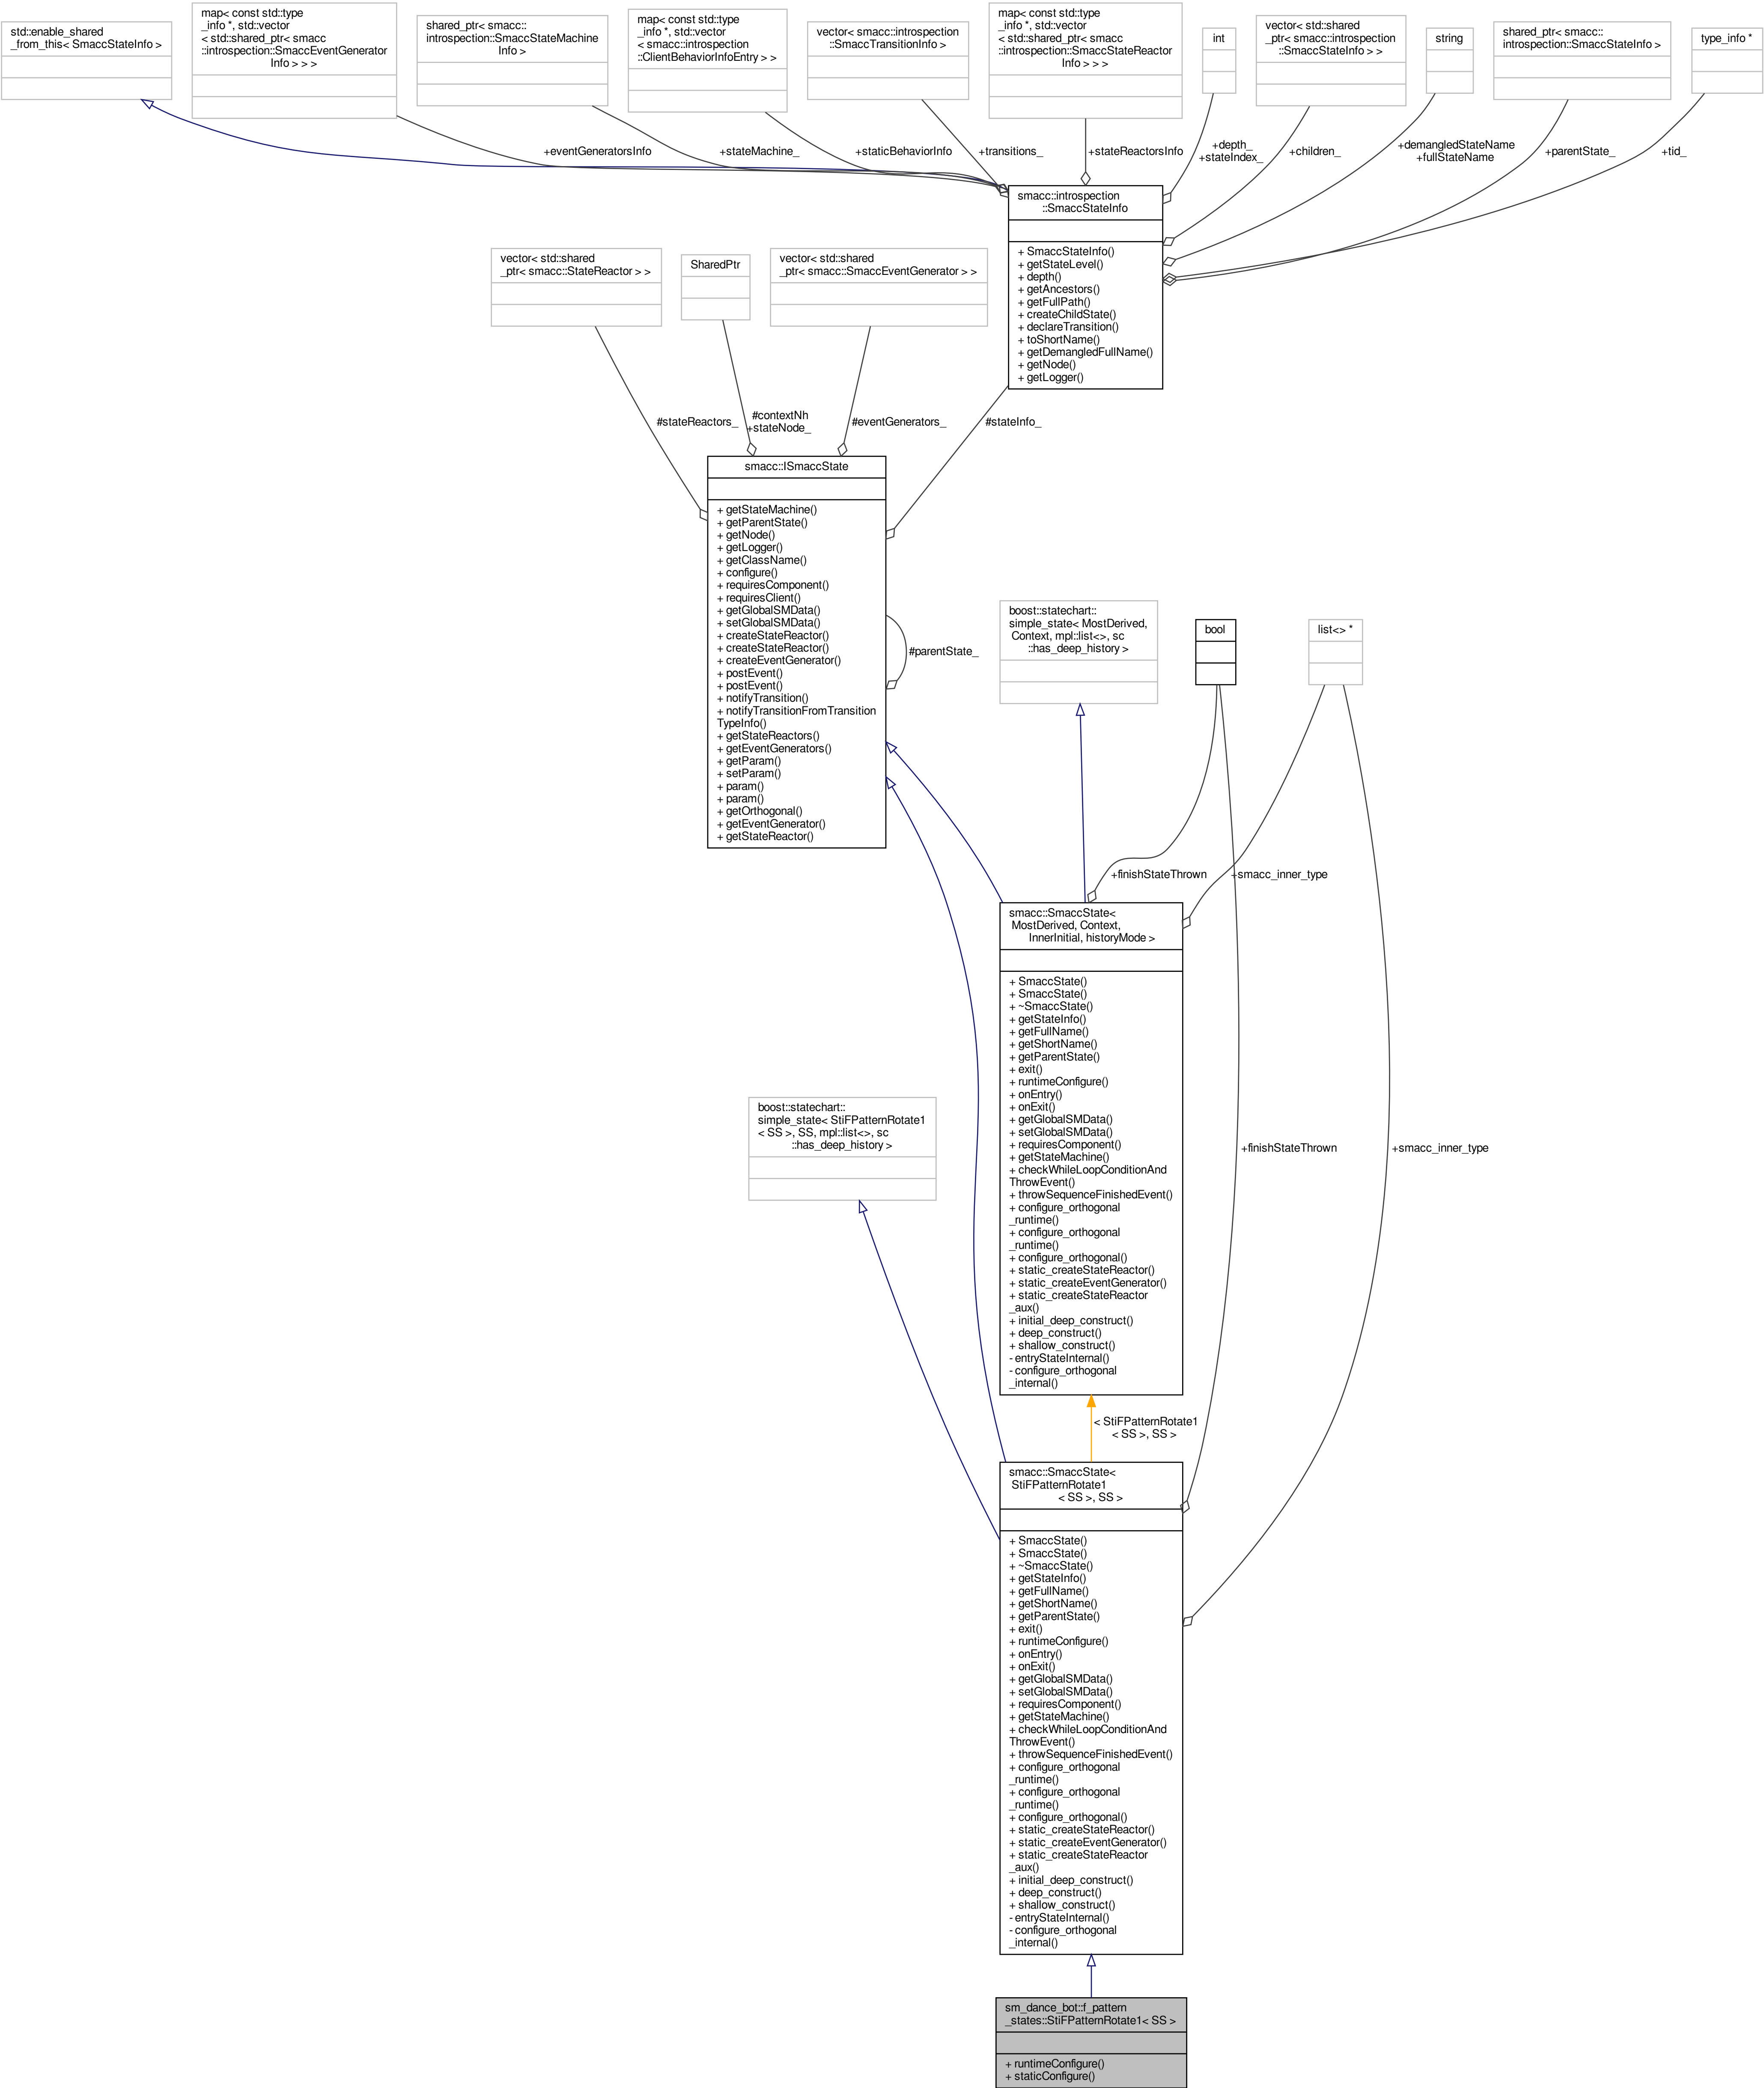 std::enable_shared
_from_this< SmaccStateInfo >
map< const std::type
_info *, std::vector
< std::shared_ptr< smacc
::introspection::SmaccEventGenerator
Info > > >
shared_ptr< smacc::
introspection::SmaccStateMachine
Info >
map< const std::type
_info *, std::vector
< smacc::introspection
::ClientBehaviorInfoEntry > >
vector< smacc::introspection
::SmaccTransitionInfo >
map< const std::type
_info *, std::vector
< std::shared_ptr< smacc
::introspection::SmaccStateReactor
Info > > >
int
vector< std::shared
_ptr< smacc::introspection
::SmaccStateInfo > >
string
shared_ptr< smacc::
introspection::SmaccStateInfo >
type_info *
+eventGeneratorsInfo
+stateMachine_
+staticBehaviorInfo
+transitions_
+stateReactorsInfo
+depth_
+stateIndex_
+children_
+demangledStateName
+fullStateName
+parentState_
+tid_
smacc::introspection
::SmaccStateInfo
+ SmaccStateInfo()
+ getStateLevel()
+ depth()
+ getAncestors()
+ getFullPath()
+ createChildState()
+ declareTransition()
+ toShortName()
+ getDemangledFullName()
+ getNode()
+ getLogger()
vector< std::shared
_ptr< smacc::StateReactor > >
SharedPtr
vector< std::shared
_ptr< smacc::SmaccEventGenerator > >
#stateReactors_
#contextNh
+stateNode_
#eventGenerators_
#stateInfo_
smacc::ISmaccState
+ getStateMachine()
+ getParentState()
+ getNode()
+ getLogger()
+ getClassName()
+ configure()
+ requiresComponent()
+ requiresClient()
+ getGlobalSMData()
+ setGlobalSMData()
+ createStateReactor()
+ createStateReactor()
+ createEventGenerator()
+ postEvent()
+ postEvent()
+ notifyTransition()
+ notifyTransitionFromTransition
TypeInfo()
+ getStateReactors()
+ getEventGenerators()
+ getParam()
+ setParam()
+ param()
+ param()
+ getOrthogonal()
+ getEventGenerator()
+ getStateReactor()
#parentState_
boost::statechart::
simple_state< MostDerived,
Context, mpl::list<>, sc
::has_deep_history >
bool
list<> *
+finishStateThrown
+smacc_inner_type
smacc::SmaccState<
MostDerived, Context,
InnerInitial, historyMode >
+ SmaccState()
+ SmaccState()
+ ~SmaccState()
+ getStateInfo()
+ getFullName()
+ getShortName()
+ getParentState()
+ exit()
+ runtimeConfigure()
+ onEntry()
+ onExit()
+ getGlobalSMData()
+ setGlobalSMData()
+ requiresComponent()
+ getStateMachine()
+ checkWhileLoopConditionAnd
ThrowEvent()
+ throwSequenceFinishedEvent()
+ configure_orthogonal
_runtime()
+ configure_orthogonal
_runtime()
+ configure_orthogonal()
+ static_createStateReactor()
+ static_createEventGenerator()
+ static_createStateReactor
_aux()
+ initial_deep_construct()
+ deep_construct()
+ shallow_construct()
- entryStateInternal()
- configure_orthogonal
_internal()
boost::statechart::
simple_state< StiFPatternRotate1
< SS >, SS, mpl::list<>, sc
::has_deep_history >
+finishStateThrown
+smacc_inner_type
< StiFPatternRotate1
< SS >, SS >
smacc::SmaccState<
StiFPatternRotate1
< SS >, SS >
+ SmaccState()
+ SmaccState()
+ ~SmaccState()
+ getStateInfo()
+ getFullName()
+ getShortName()
+ getParentState()
+ exit()
+ runtimeConfigure()
+ onEntry()
+ onExit()
+ getGlobalSMData()
+ setGlobalSMData()
+ requiresComponent()
+ getStateMachine()
+ checkWhileLoopConditionAnd
ThrowEvent()
+ throwSequenceFinishedEvent()
+ configure_orthogonal
_runtime()
+ configure_orthogonal
_runtime()
+ configure_orthogonal()
+ static_createStateReactor()
+ static_createEventGenerator()
+ static_createStateReactor
_aux()
+ initial_deep_construct()
+ deep_construct()
+ shallow_construct()
- entryStateInternal()
- configure_orthogonal
_internal()
sm_dance_bot::f_pattern
_states::StiFPatternRotate1< SS >
+ runtimeConfigure()
+ staticConfigure()